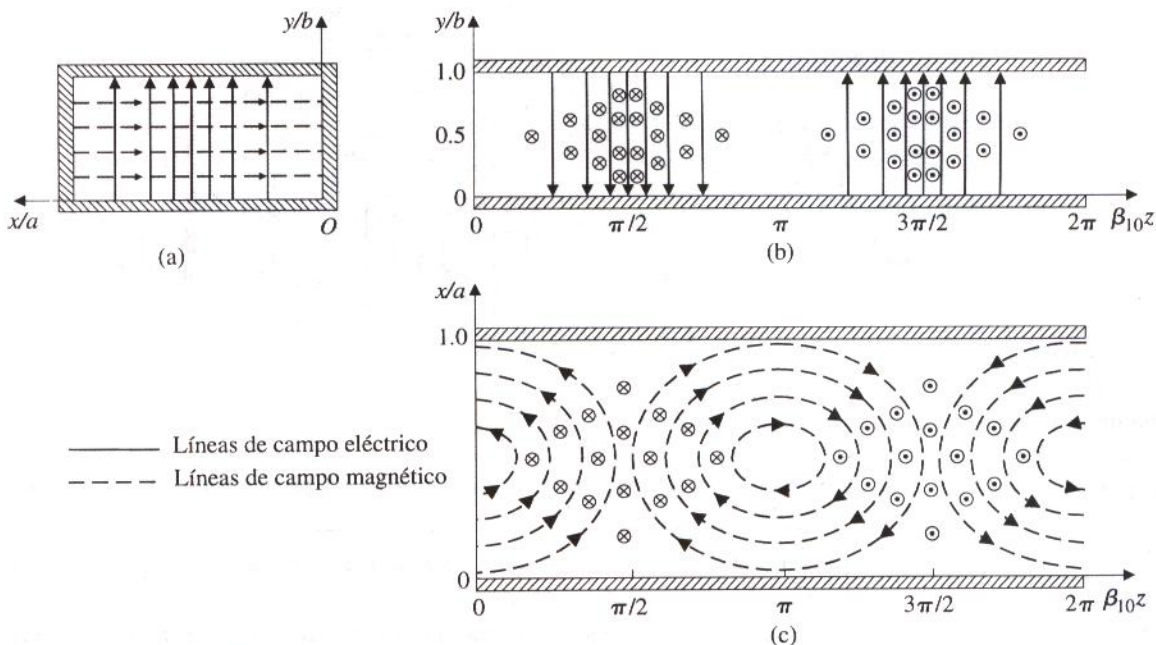 y/b
x/a
O
(a)
y/b
1.0
0.5
0
0
π/2
π
3π/2
2π
β₁₀z
(b)
x/a
1.0
0
0
π/2
π
3π/2
2π
β₁₀z
(c)
Líneas de campo eléctrico
Líneas de campo magnético